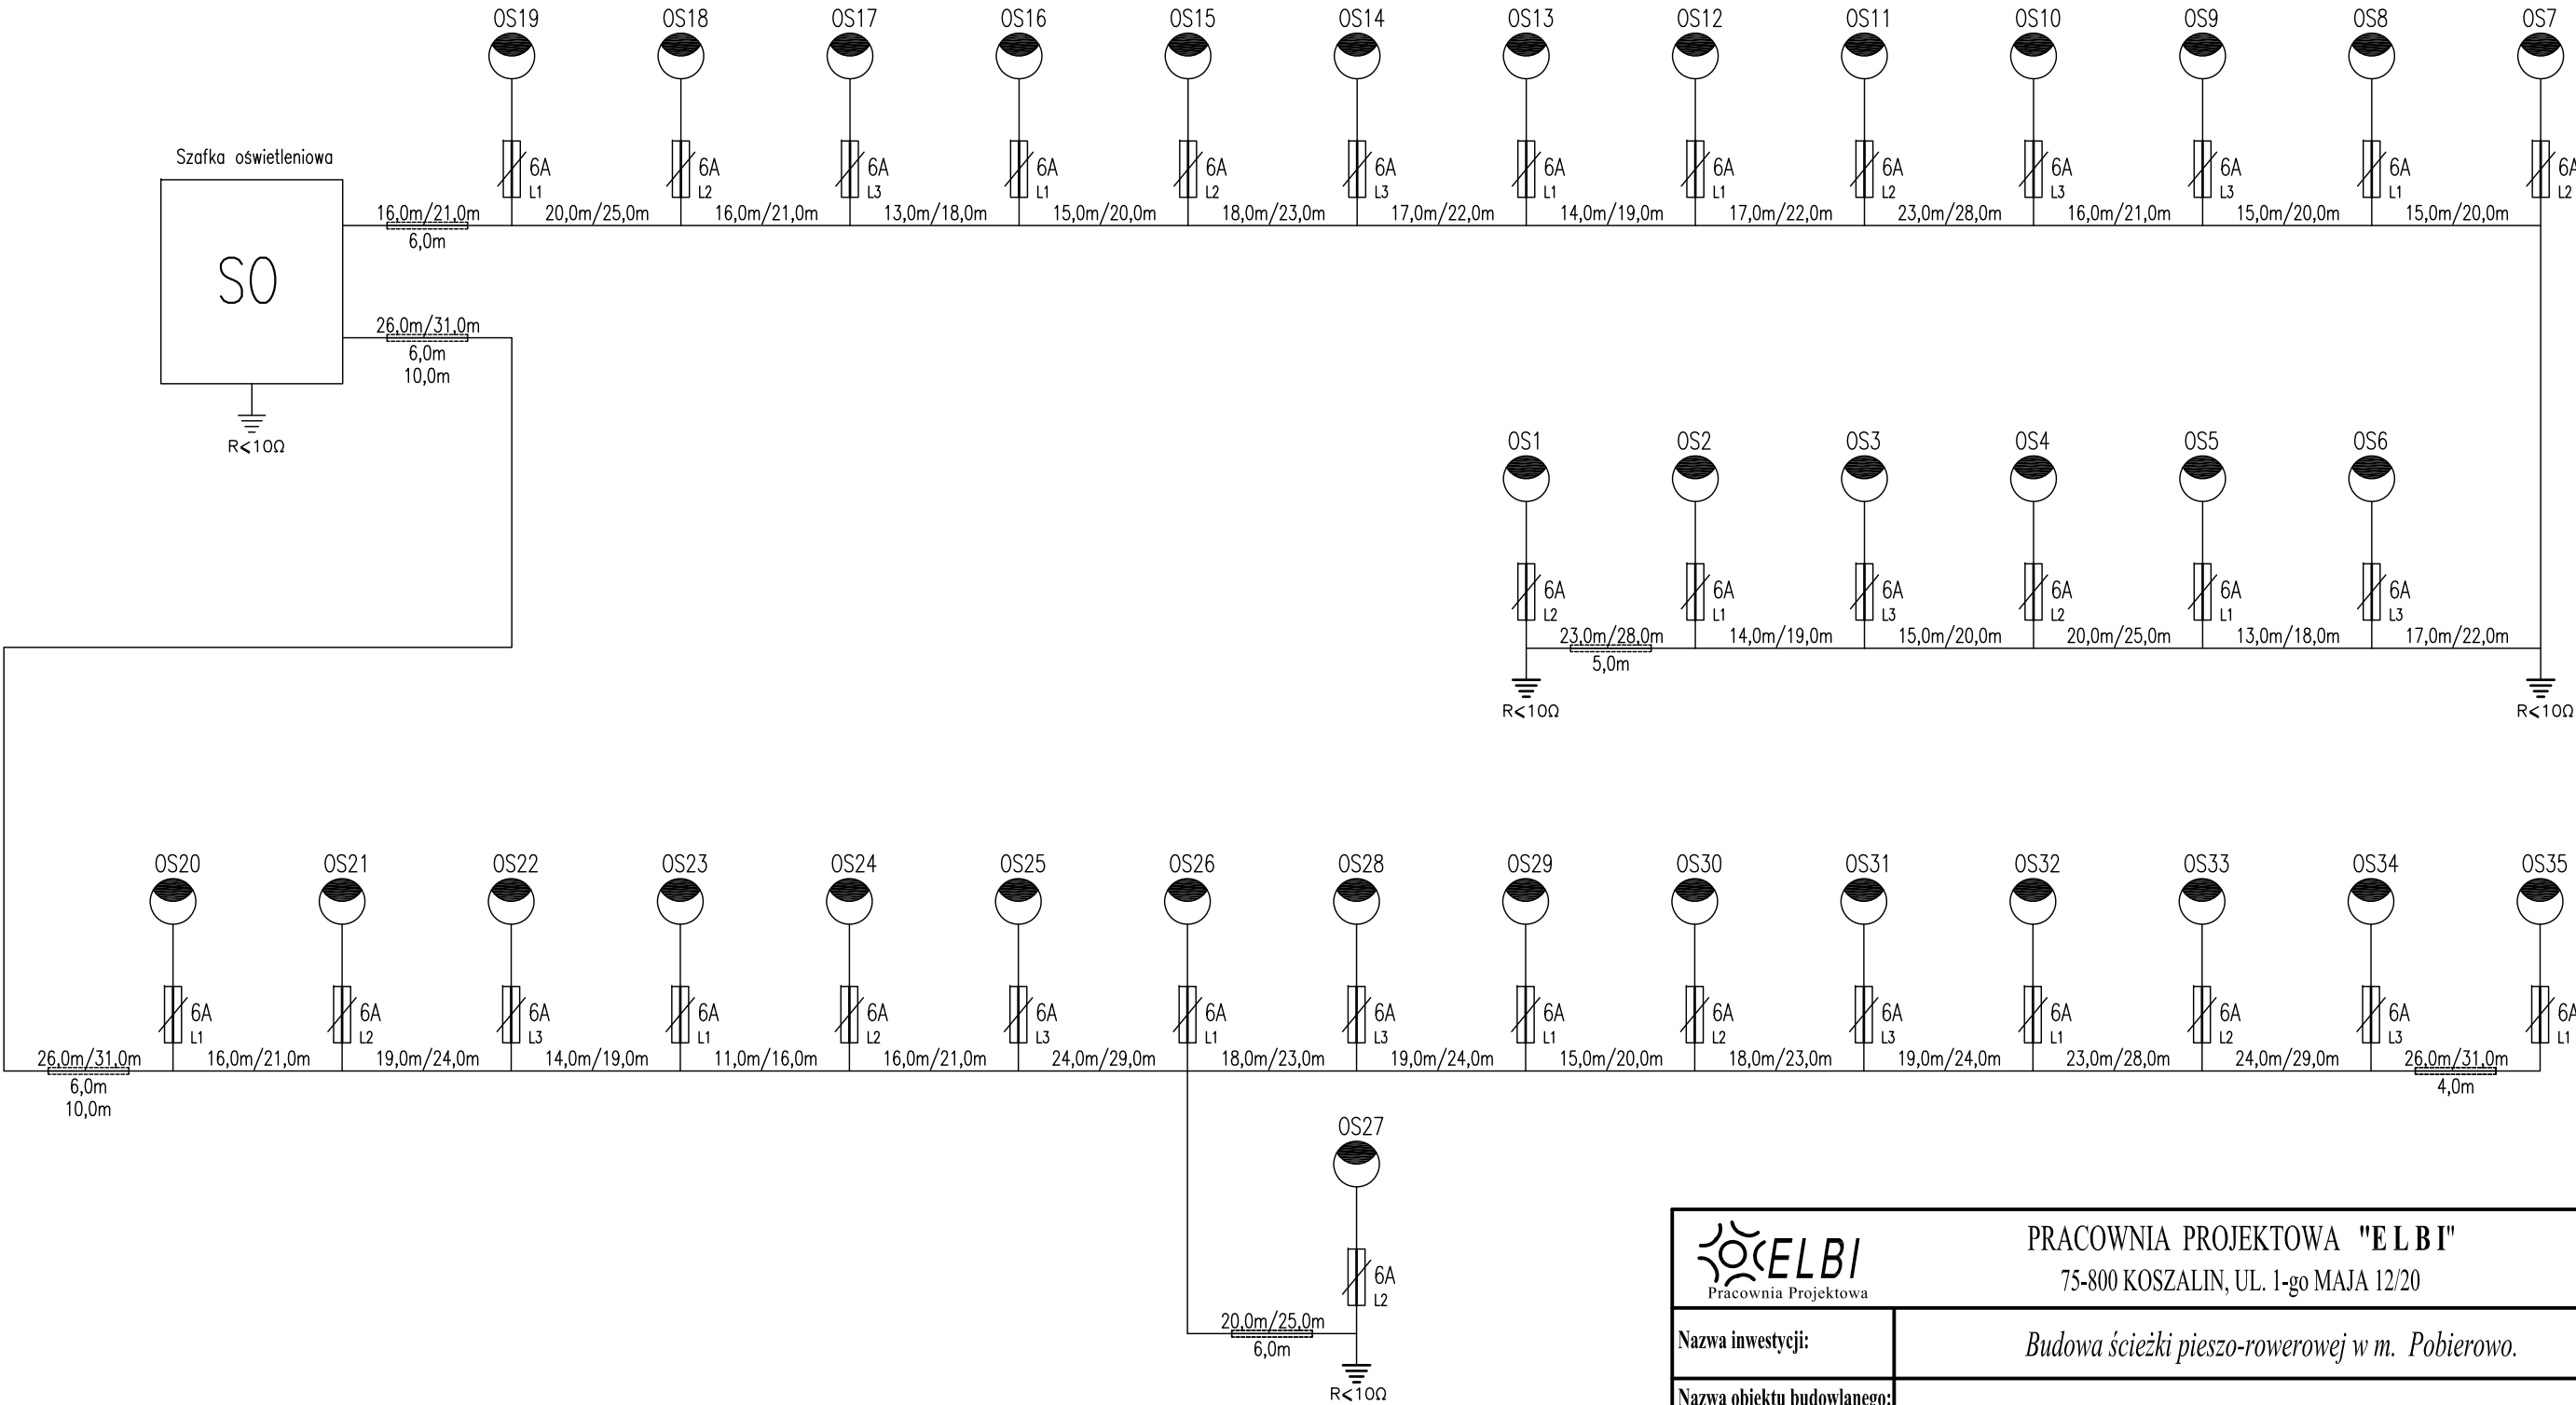 OS19 OS18 OS17 OS16 OS15 OS14 OS13 OS12 OS11 OS10 OS9 OS8 OS7
Szafka oświetleniowa
6A 6A 6A 6A 6A 6A 6A 6A 6A 6A 6A 6A 6A
L1 L2 L3 L1 L2 L3 L1 L1 L2 L3 L3 L1 L2
16,0m/21,0m 20,0m/25,0m 16,0m/21,0m 13,0m/18,0m 15,0m/20,0m 18,0m/23,0m 17,0m/22,0m 14,0m/19,0m 17,0m/22,0m 23,0m/28,0m 16,0m/21,0m 15,0m/20,0m 15,0m/20,0m
6,0m
SO
26,0m/31,0m
6,0m
10,0m
R<10Ω
OS1 OS2 OS3 OS4 OS5 OS6
6A 6A 6A 6A 6A 6A
L2 L1 L3 L2 L1 L3
23,0m/28,0m 14,0m/19,0m 15,0m/20,0m 20,0m/25,0m 13,0m/18,0m 17,0m/22,0m
5,0m
R<10Ω R<10Ω
OS20 OS21 OS22 OS23 OS24 OS25 OS26 OS28 OS29 OS30 OS31 OS32 OS33 OS34 OS35
6A 6A 6A 6A 6A 6A 6A 6A 6A 6A 6A 6A 6A 6A 6A
L1 L2 L3 L1 L2 L3 L1 L3 L1 L2 L3 L1 L2 L3 L1
26,0m/31,0m 16,0m/21,0m 19,0m/24,0m 14,0m/19,0m 11,0m/16,0m 16,0m/21,0m 24,0m/29,0m 18,0m/23,0m 19,0m/24,0m 15,0m/20,0m 18,0m/23,0m 19,0m/24,0m 23,0m/28,0m 24,0m/29,0m 26,0m/31,0m
6,0m 4,0m
10,0m
OS27
6A
L2
20,0m/25,0m
6,0m
R<10Ω
ELBI
Pracownia Projektowa
PRACOWNIA PROJEKTOWA "E L B I"
75-800 KOSZALIN, UL. 1-go MAJA 12/20
Nazwa inwestycji:
Budowa ścieżki pieszo-rowerowej w m. Pobierowo.
Nazwa obiektu budowlanego: